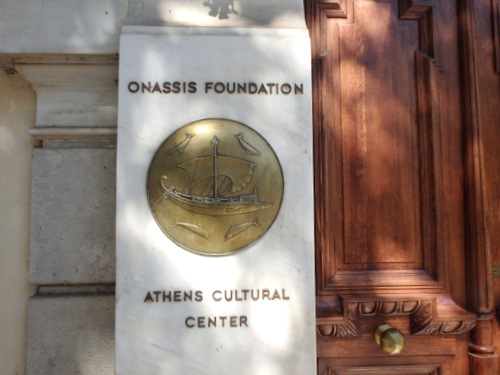 ONASSIS FOUNDATION
ATHENS CULTURAL
CENTER